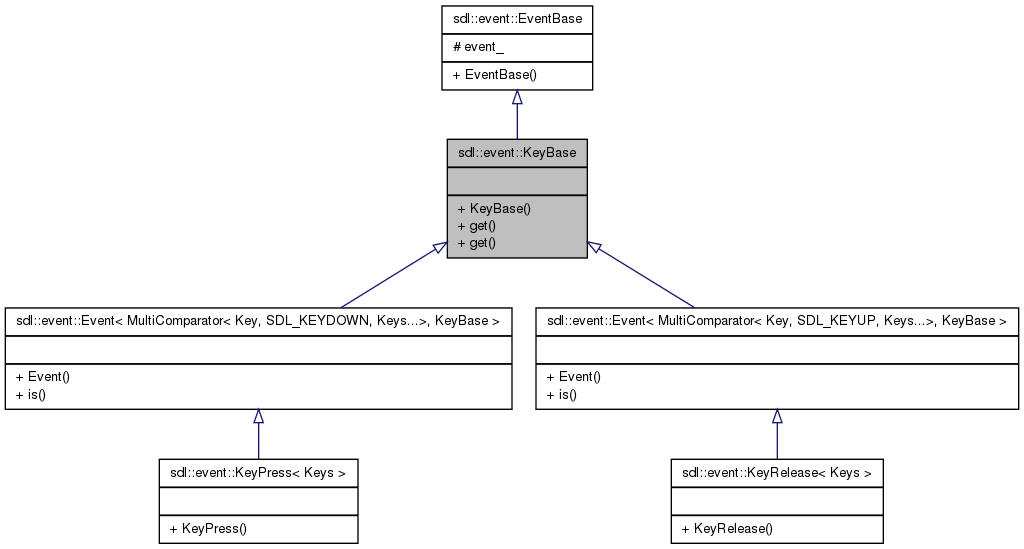 sdl::event::EventBase
# event_
+ EventBase()
sdl::event::KeyBase
+ KeyBase()
+ get()
+ get()
sdl::event::Event< MultiComparator< Key, SDL_KEYDOWN, Keys...>, KeyBase >
+ Event()
+ is()
sdl::event::Event< MultiComparator< Key, SDL_KEYUP, Keys...>, KeyBase >
+ Event()
+ is()
sdl::event::KeyPress< Keys >
+ KeyPress()
sdl::event::KeyRelease< Keys >
+ KeyRelease()